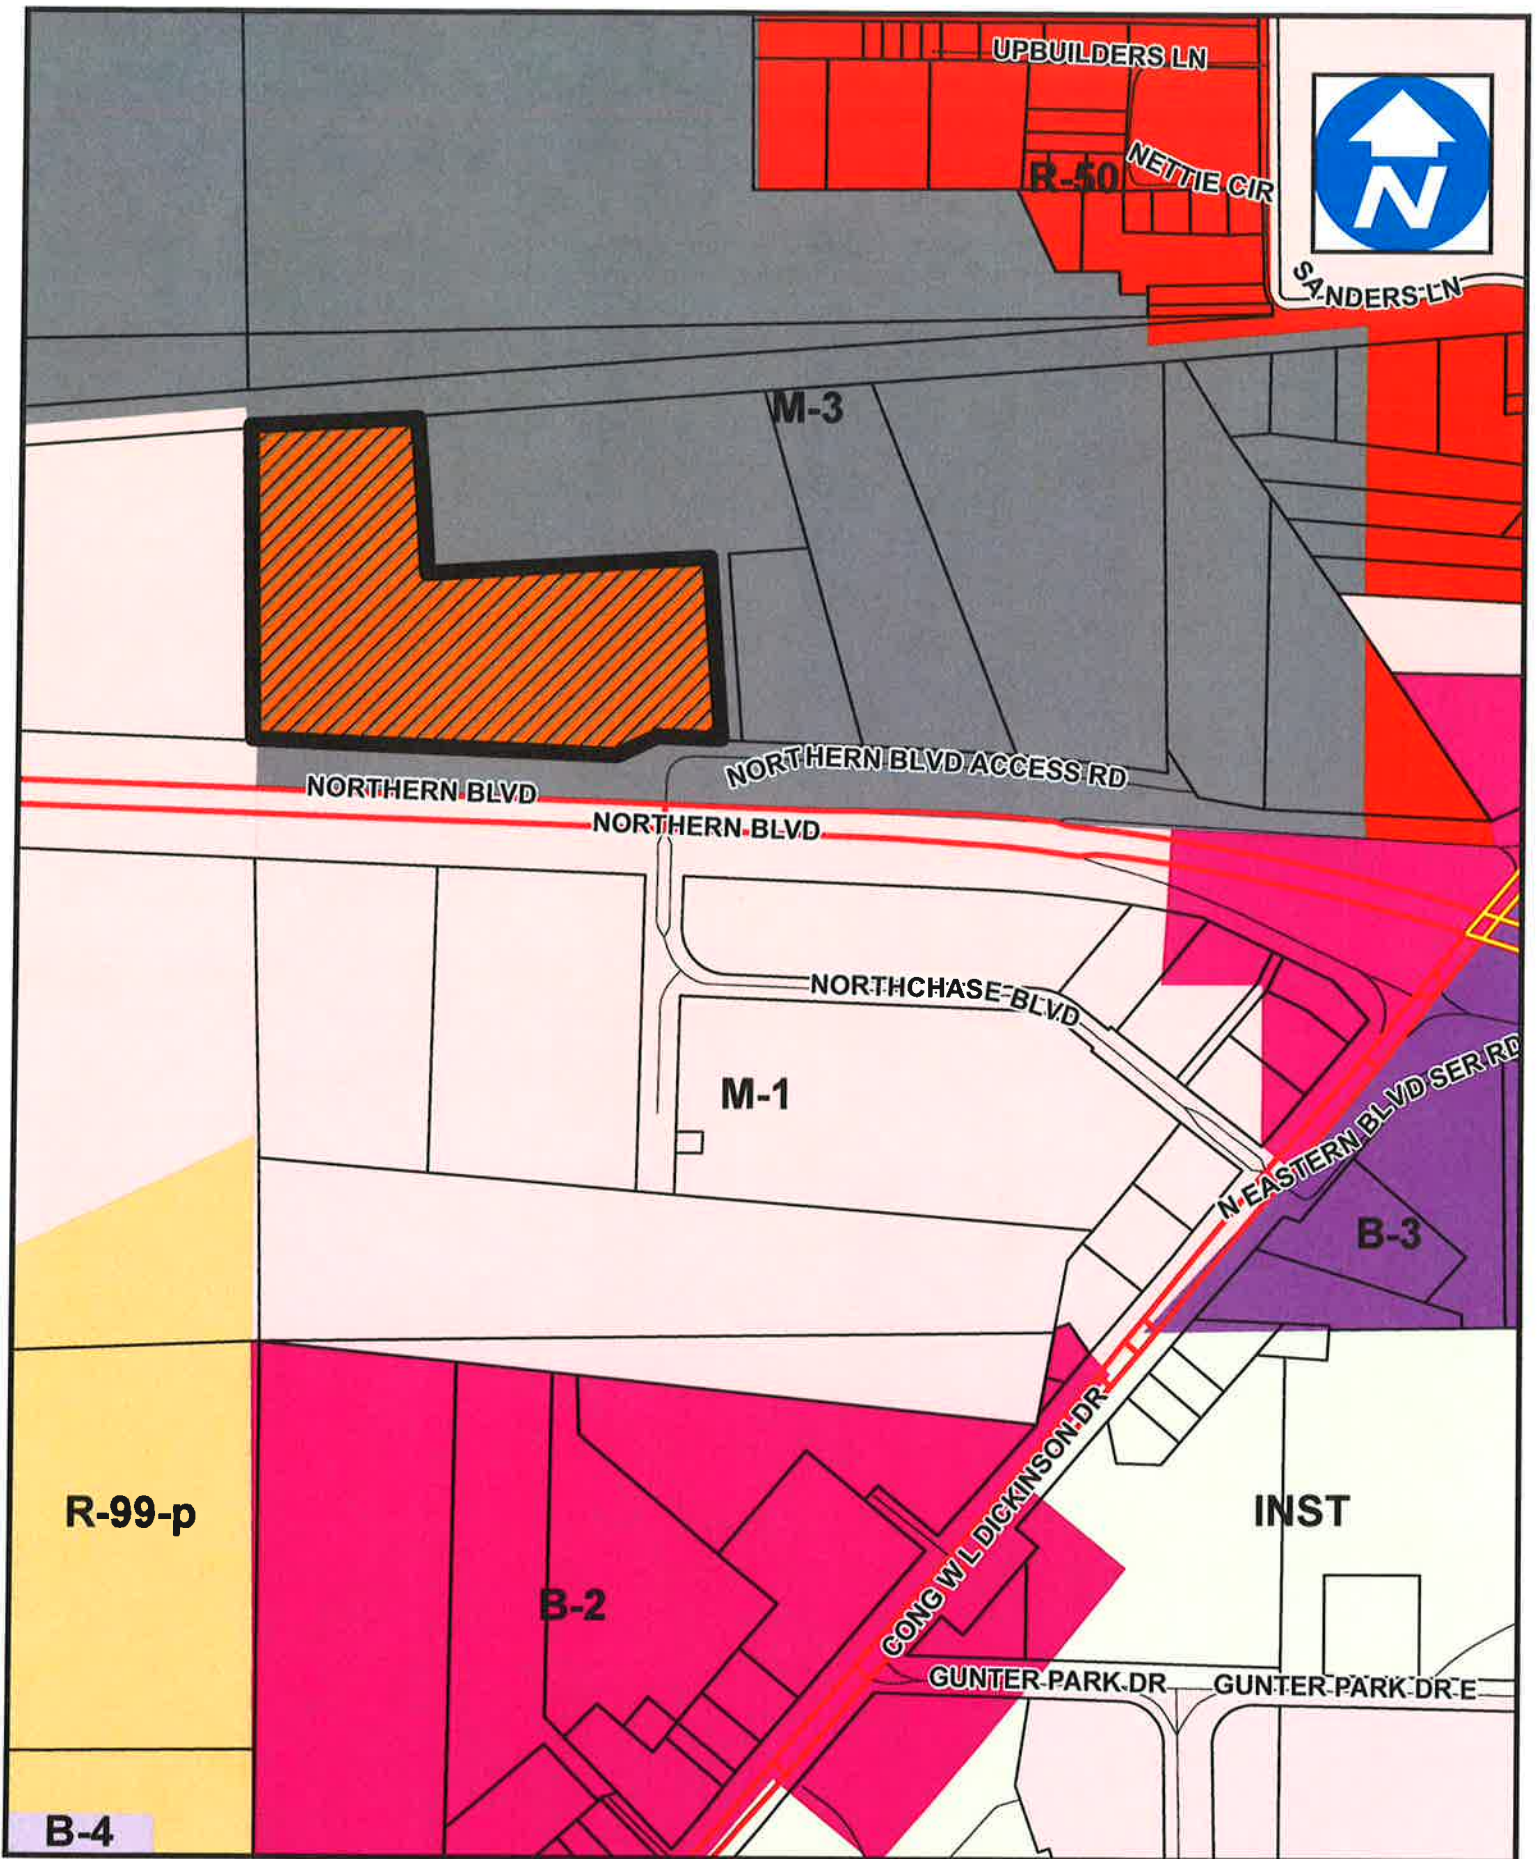 UPBUILDERS LN
N
R-50
NETTIE CIR
SANDERS LN
M-3
NORTHERN BLVD ACCESS RD
NORTHERN BLVD
NORTHERN BLVD
NORTHCHASE BLVD
M-1
N EASTERN BLVD SER RD
B-3
CONG W L DICKINSON DR
R-99-p
INST
B-2
GUNTER PARK DR
GUNTER PARK DR E
B-4